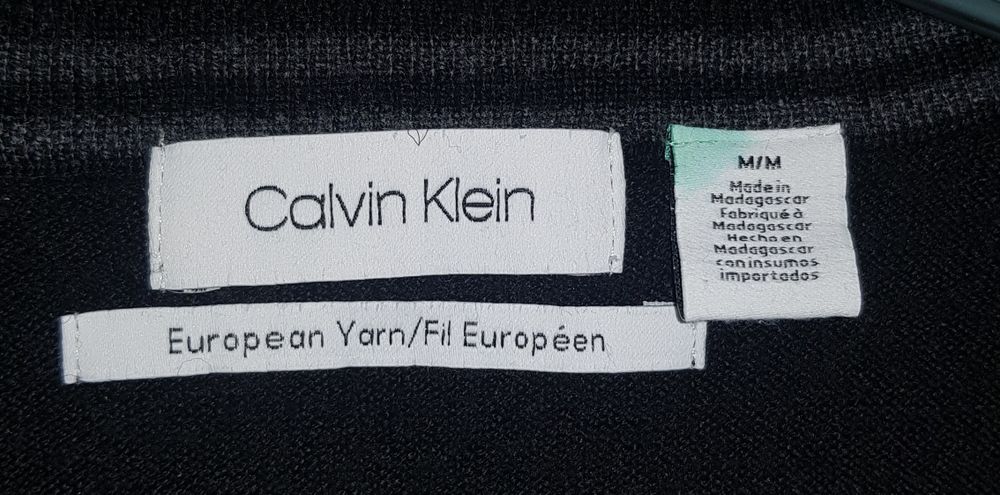 Calvin Klein
European Yarn/Fil Européen
M/M
Made in
Madagascar
Fabriqué à
Madagascar
Hecho en
Madagascar
con insumos
importados